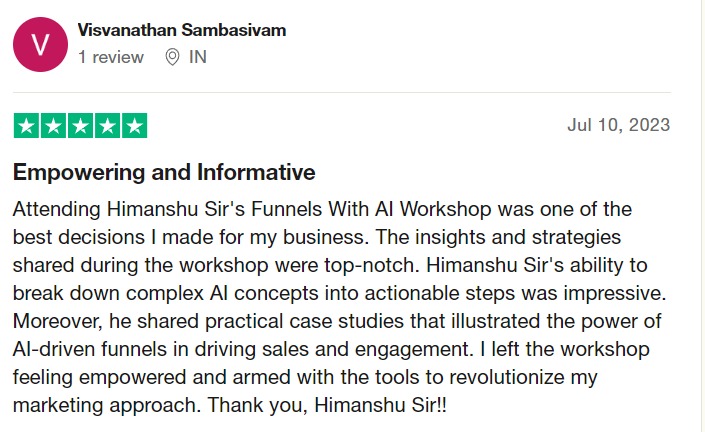 V
Visvanathan Sambasivam
1 review IN
Jul 10, 2023
Empowering and Informative
Attending Himanshu Sir's Funnels With AI Workshop was one of the
best decisions I made for my business. The insights and strategies
shared during the workshop were top-notch. Himanshu Sir's ability to
break down complex AI concepts into actionable steps was impressive.
Moreover, he shared practical case studies that illustrated the power of
AI-driven funnels in driving sales and engagement. I left the workshop
feeling empowered and armed with the tools to revolutionize my
marketing approach. Thank you, Himanshu Sir!!